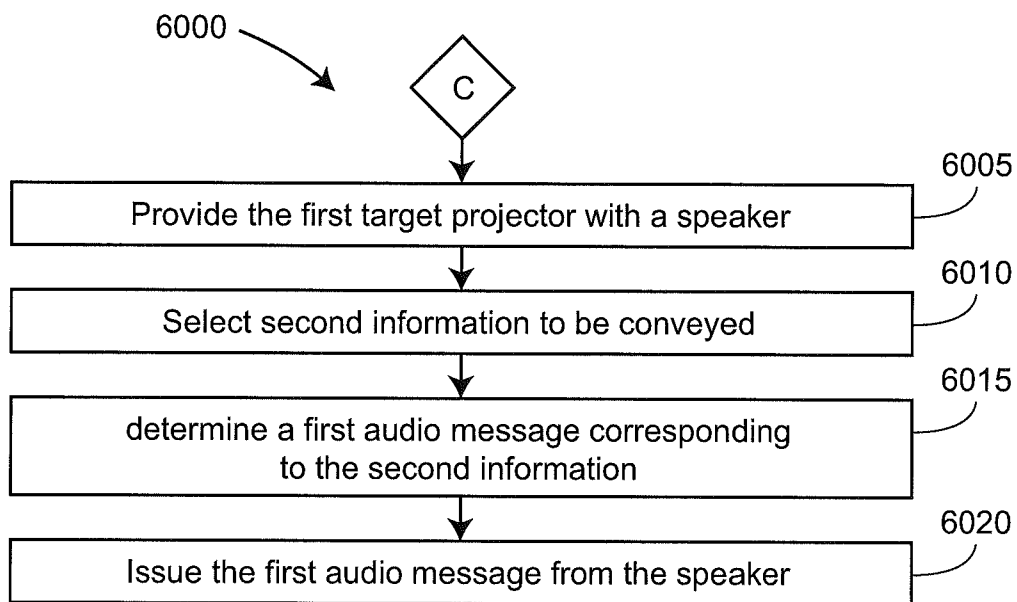 6000
C
6005
Provide the first target projector with a speaker
6010
Select second information to be conveyed
6015
determine a first audio message corresponding
to the second information
6020
Issue the first audio message from the speaker